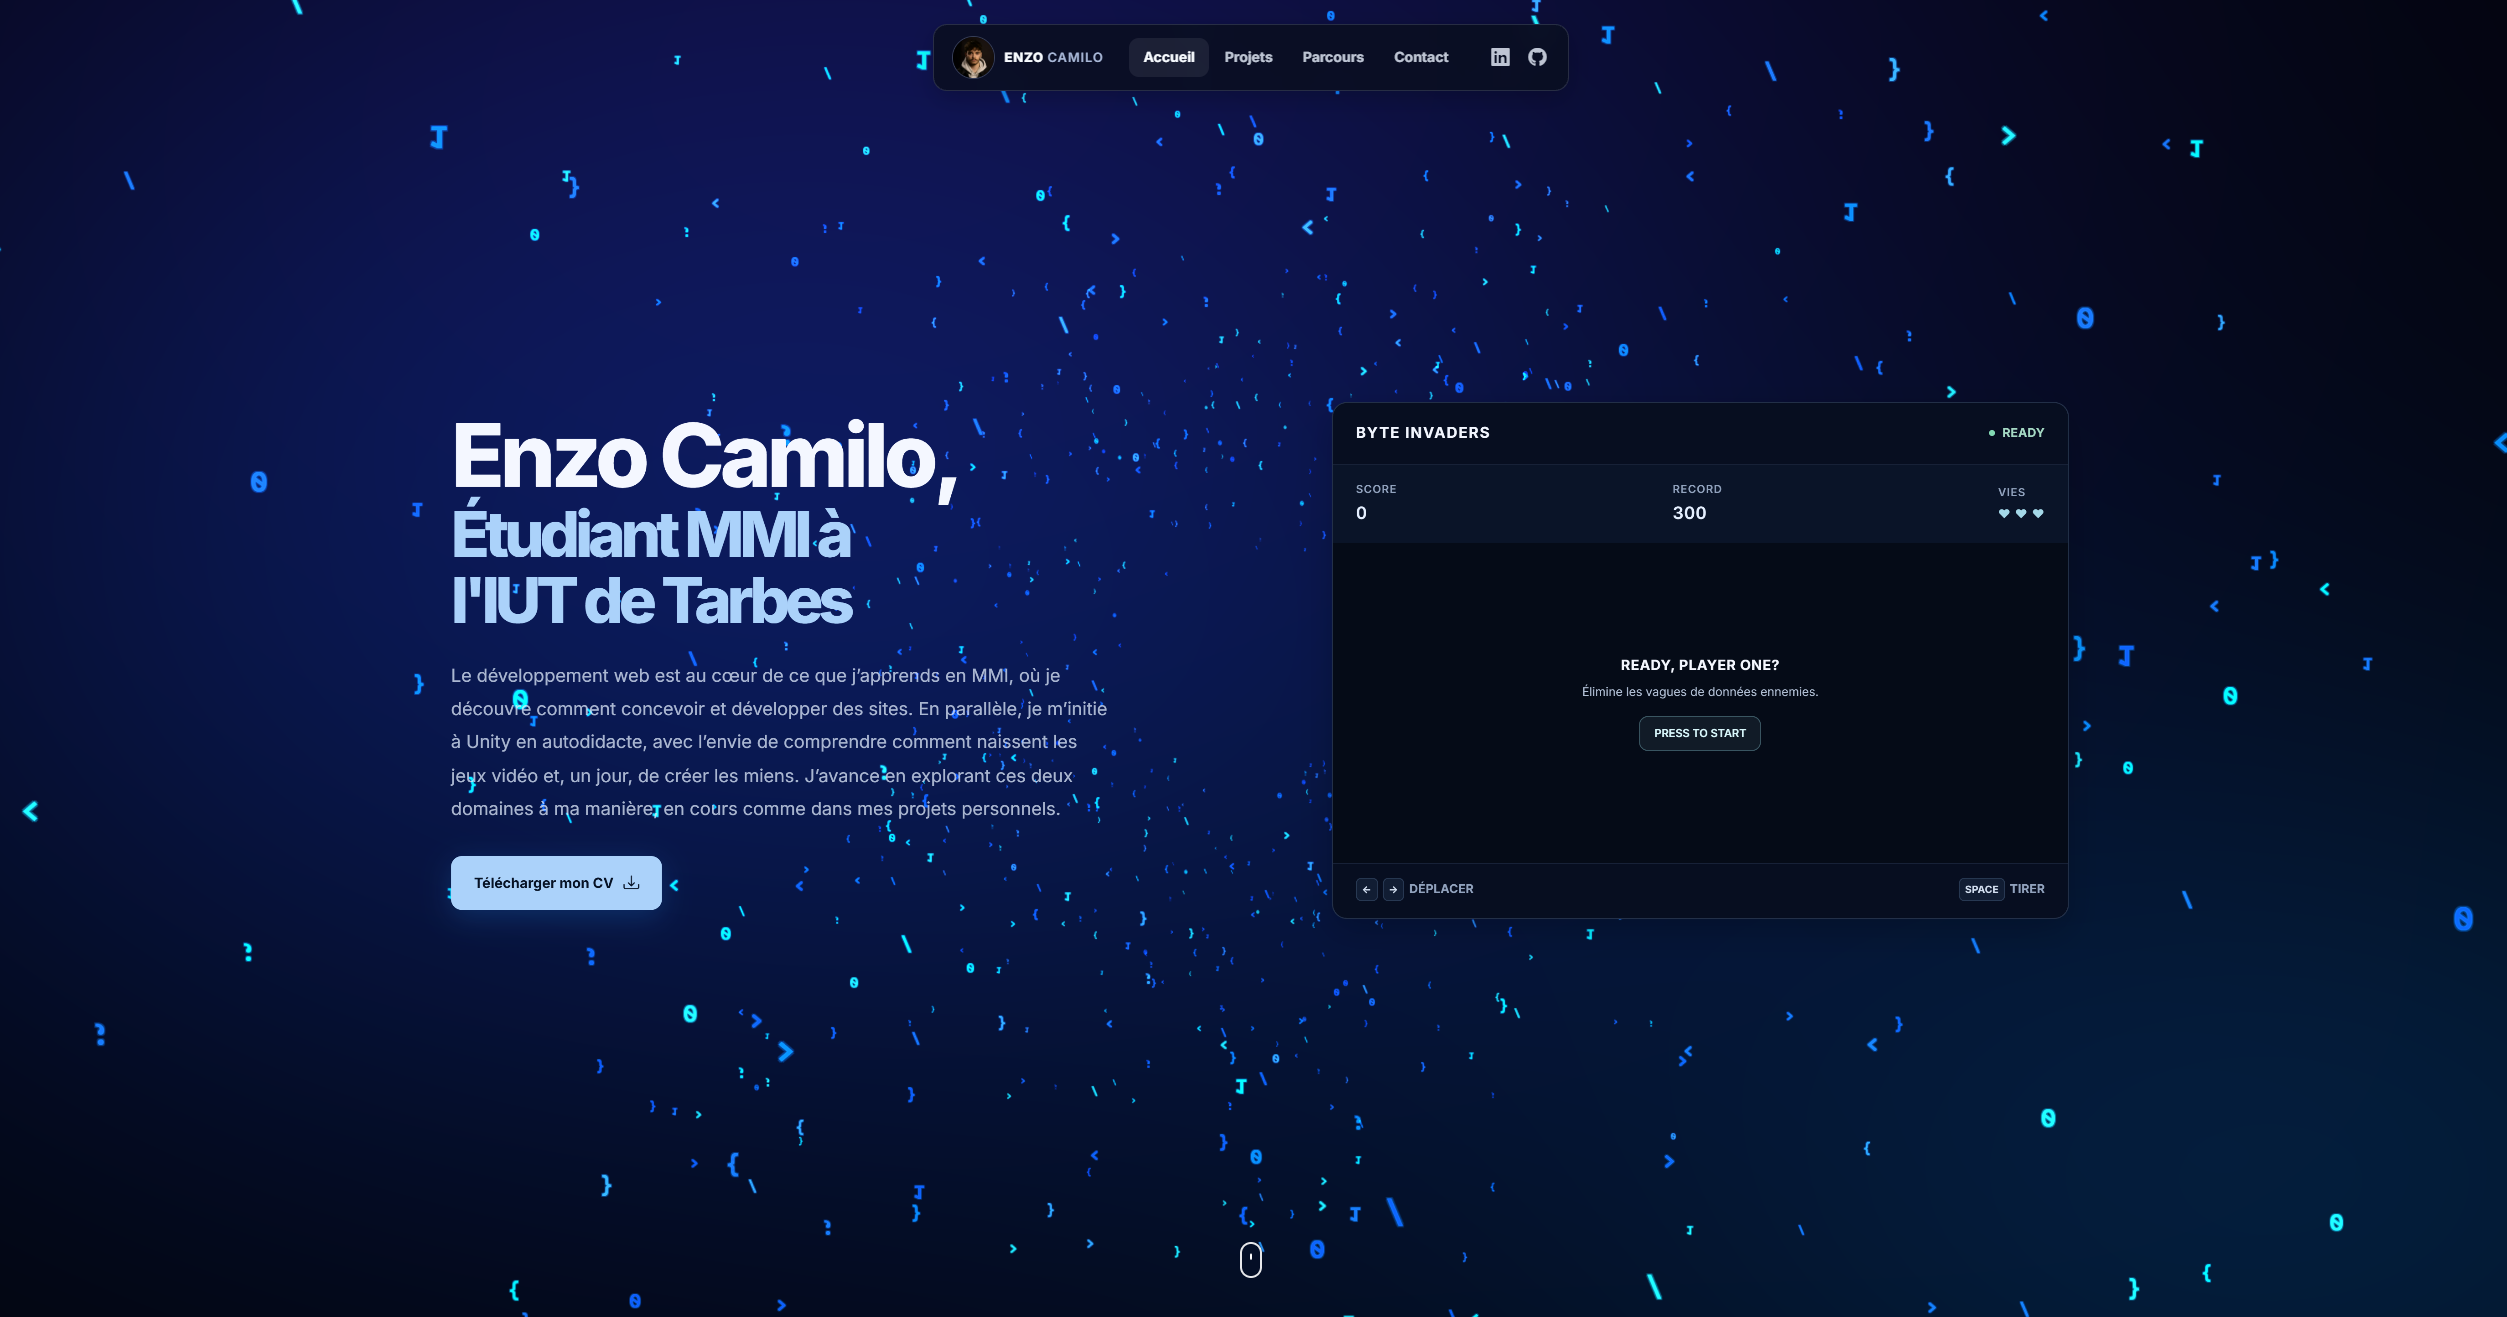 ENZO CAMILO
Accueil
Projets
Parcours
Contact
in
Enzo Camilo,
Étudiant MMI à
l'IUT de Tarbes
Le développement web est au cœur de ce que j’apprends en MMI, où je
découvre comment concevoir et développer des sites. En parallèle, je m’initie
à Unity en autodidacte, avec l’envie de comprendre comment naissent les
jeux vidéo et, un jour, de créer les miens. J’avance en explorant ces deux
domaines à ma manière, en cours comme dans mes projets personnels.
Télécharger mon CV
BYTE INVADERS
READY
SCORE
0
RECORD
300
VIES
READY, PLAYER ONE?
Élimine les vagues de données ennemies.
PRESS TO START
← → DÉPLACER
SPACE TIRER